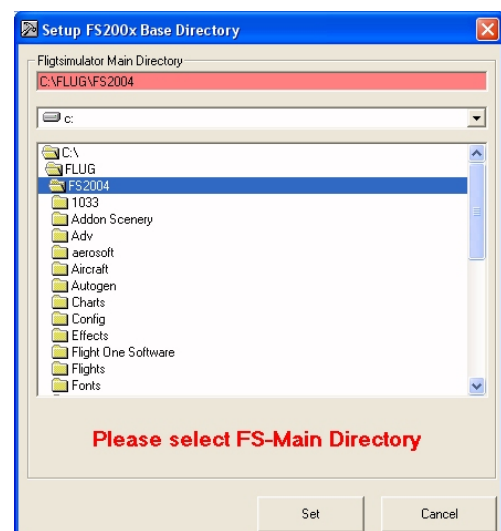 Setup FS200x Base Directory
Fligtsimulator Main Directory
C:\FLUG\FS2004
c:
C:\
FLUG
FS2004
1033
Addon Scenery
Adv
aerosoft
Aircraft
Autogen
Charts
Config
Effects
Flight One Software
Flights
Fonts
Please select FS-Main Directory
Set
Cancel